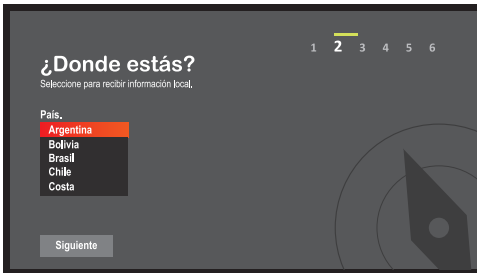 1 2 3 4 5 6
¿Donde estás?
Seleccione para recibir información local.
País.
Argentina
Bolivia
Brasil
Chile
Costa
Siguiente